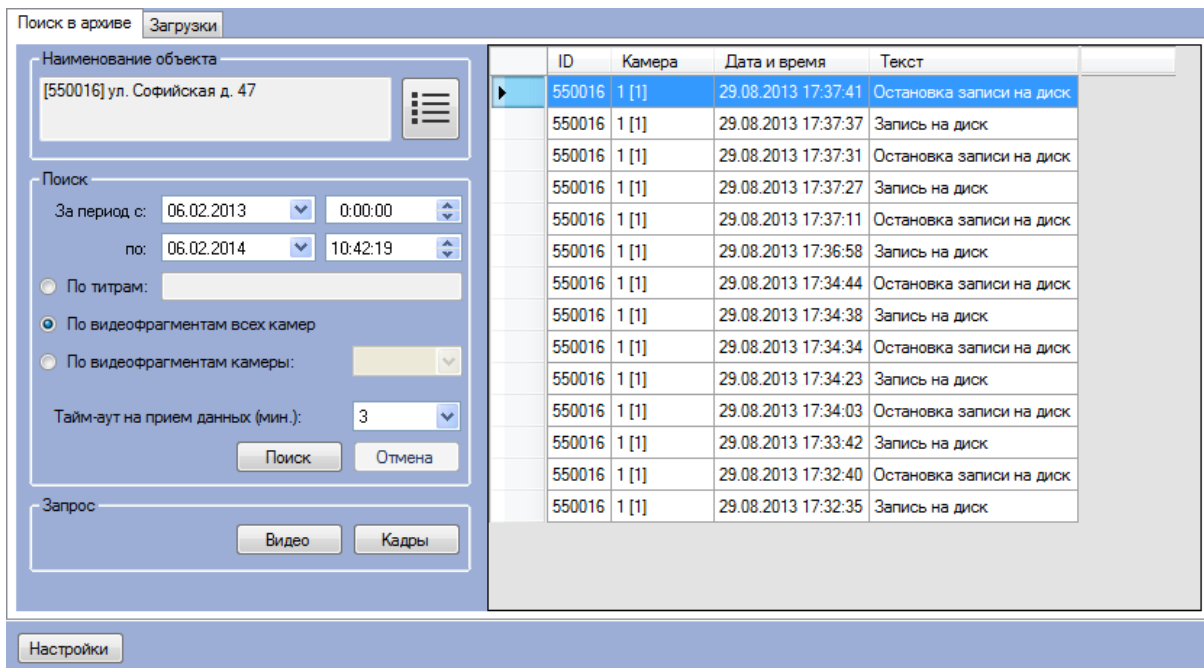 Поиск в архиве Загрузки
Наименование объекта
[550016] ул. Софийская д. 47
Поиск
За период с: 06.02.2013 0:00:00
по: 06.02.2014 10:42:19
По титрам:
По видеофрагментам всех камер
По видеофрагментам камеры:
Тайм-аут на прием данных (мин.): 3
Поиск Отмена
Запрос
Видео Кадры
ID Камера Дата и время Текст
550016 1 [1] 29.08.2013 17:37:41 Остановка записи на диск
550016 1 [1] 29.08.2013 17:37:37 Запись на диск
550016 1 [1] 29.08.2013 17:37:31 Остановка записи на диск
550016 1 [1] 29.08.2013 17:37:27 Запись на диск
550016 1 [1] 29.08.2013 17:37:11 Остановка записи на диск
550016 1 [1] 29.08.2013 17:36:58 Запись на диск
550016 1 [1] 29.08.2013 17:34:44 Остановка записи на диск
550016 1 [1] 29.08.2013 17:34:38 Запись на диск
550016 1 [1] 29.08.2013 17:34:34 Остановка записи на диск
550016 1 [1] 29.08.2013 17:34:23 Запись на диск
550016 1 [1] 29.08.2013 17:34:03 Остановка записи на диск
550016 1 [1] 29.08.2013 17:33:42 Запись на диск
550016 1 [1] 29.08.2013 17:32:40 Остановка записи на диск
550016 1 [1] 29.08.2013 17:32:35 Запись на диск
Настройки